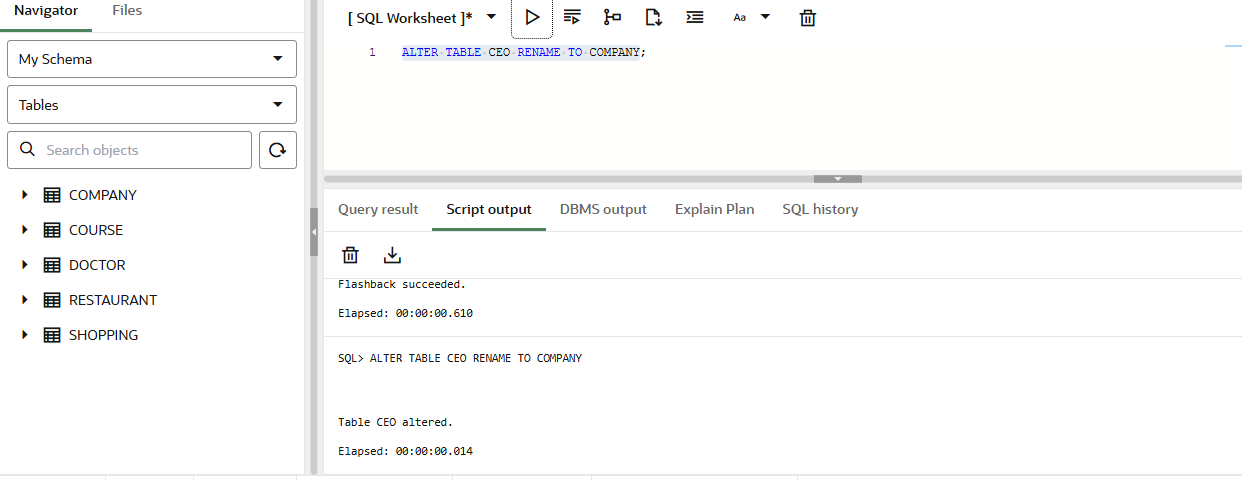 Navigator Files
My Schema
Tables
Search objects
COMPANY
COURSE
DOCTOR
RESTAURANT
SHOPPING
[ SQL Worksheet ]* Aa
1 ALTER TABLE CEO RENAME TO COMPANY;
Query result Script output DBMS output Explain Plan SQL history
Flashback succeeded.
Elapsed: 00:00:00.610
SQL> ALTER TABLE CEO RENAME TO COMPANY
Table CEO altered.
Elapsed: 00:00:00.014